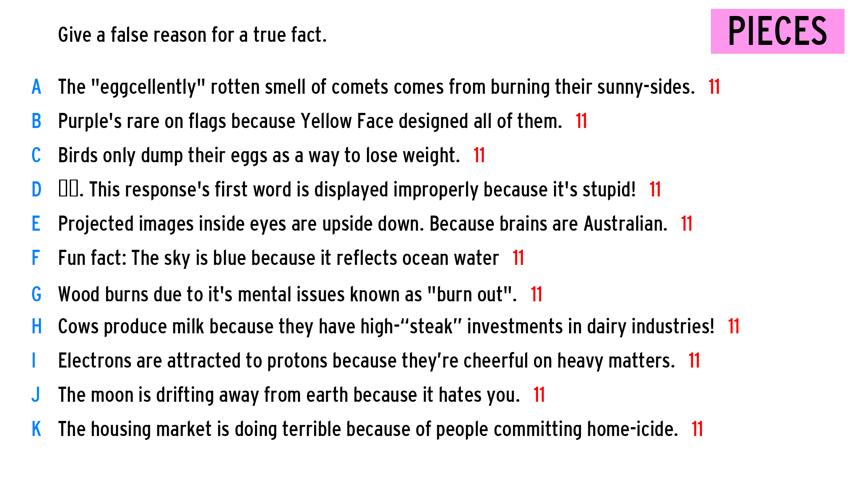 Give a false reason for a true fact.
PIECES
A The "eggcellently" rotten smell of comets comes from burning their sunny-sides. 11
B Purple's rare on flags because Yellow Face designed all of them. 11
C Birds only dump their eggs as a way to lose weight. 11
D ▯▯. This response's first word is displayed improperly because it's stupid! 11
E Projected images inside eyes are upside down. Because brains are Australian. 11
F Fun fact: The sky is blue because it reflects ocean water 11
G Wood burns due to it's mental issues known as "burn out". 11
H Cows produce milk because they have high-“steak” investments in dairy industries! 11
I Electrons are attracted to protons because they’re cheerful on heavy matters. 11
J The moon is drifting away from earth because it hates you. 11
K The housing market is doing terrible because of people committing home-icide. 11